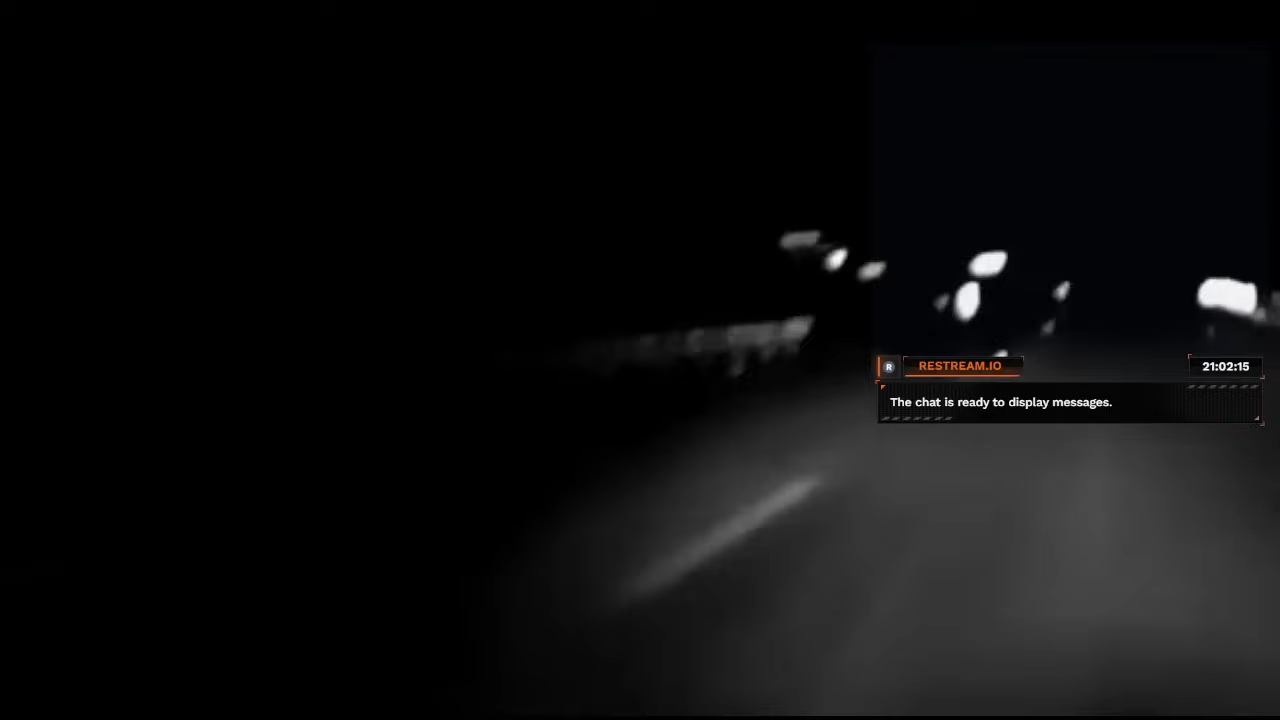 R RESTREAM.IO 21:02:15
The chat is ready to display messages.